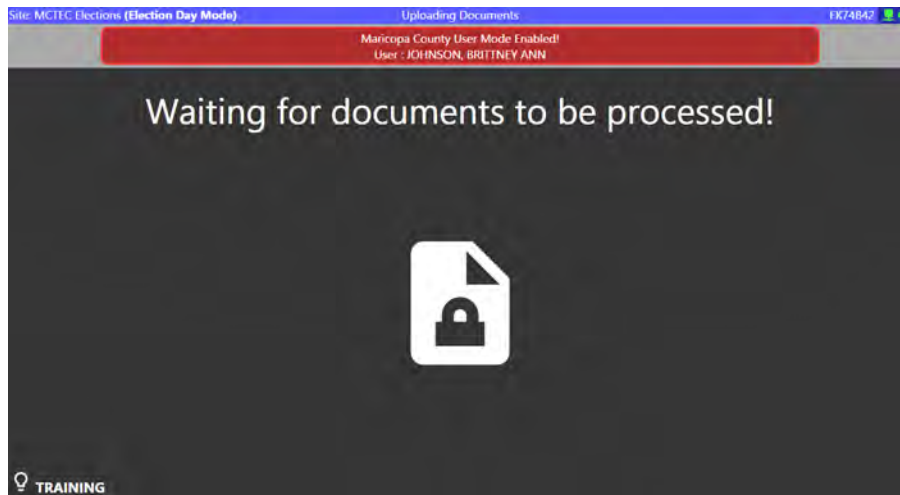 Site: MCTEC Elections (Election Day Mode) Uploading Documents EK74842
Maricopa County User Mode Enabled!
User : JOHNSON, BRITTNEY ANN
Waiting for documents to be processed!
TRAINING